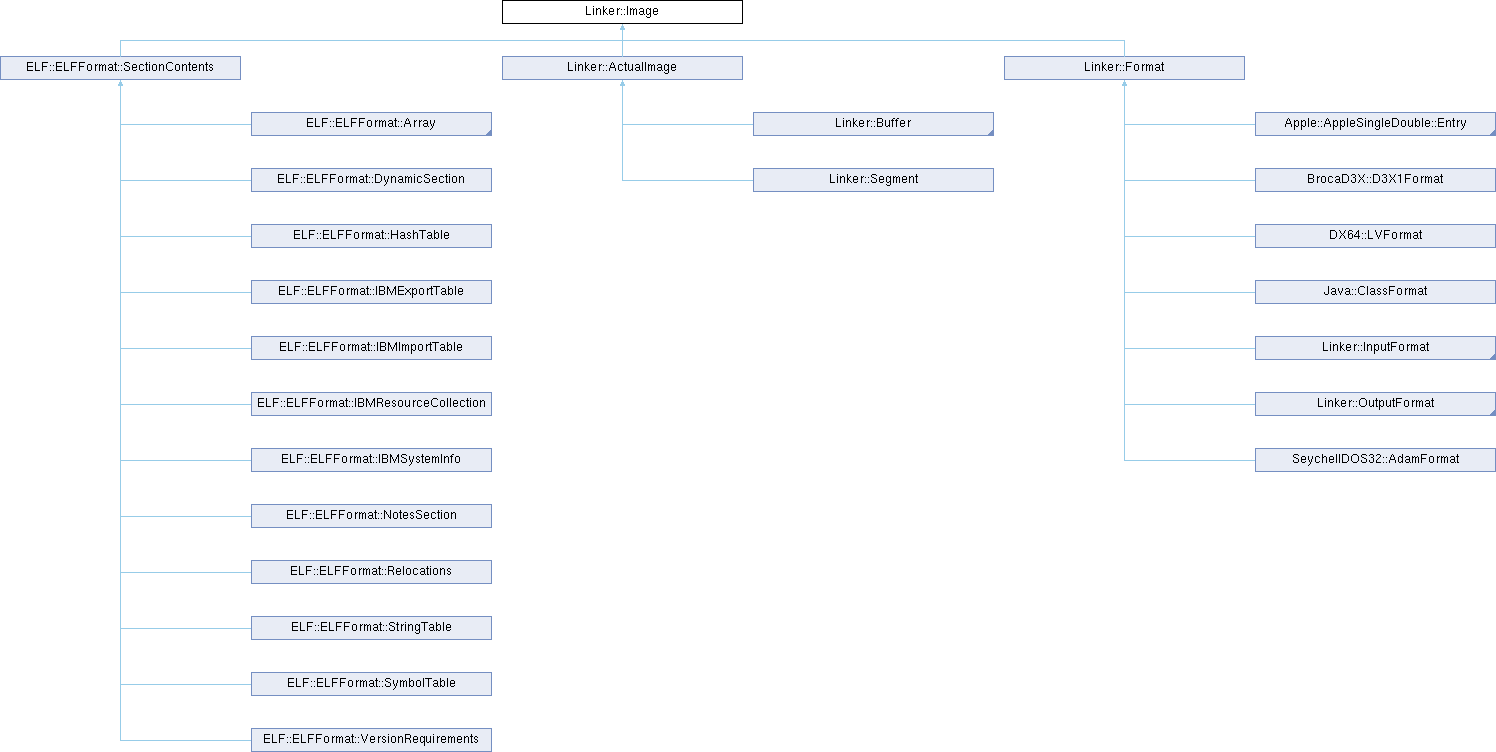 Linker::Image
ELF::ELFFormat::SectionContents
Linker::ActualImage
Linker::Format
ELF::ELFFormat::Array
Linker::Buffer
Apple::AppleSingleDouble::Entry
ELF::ELFFormat::DynamicSection
Linker::Segment
BrocaD3X::D3X1Format
ELF::ELFFormat::HashTable
DX64::LVFormat
ELF::ELFFormat::IBMExportTable
Java::ClassFormat
ELF::ELFFormat::IBMImportTable
Linker::InputFormat
ELF::ELFFormat::IBMResourceCollection
Linker::OutputFormat
ELF::ELFFormat::IBMSystemInfo
SeychellDOS32::AdamFormat
ELF::ELFFormat::NotesSection
ELF::ELFFormat::Relocations
ELF::ELFFormat::StringTable
ELF::ELFFormat::SymbolTable
ELF::ELFFormat::VersionRequirements